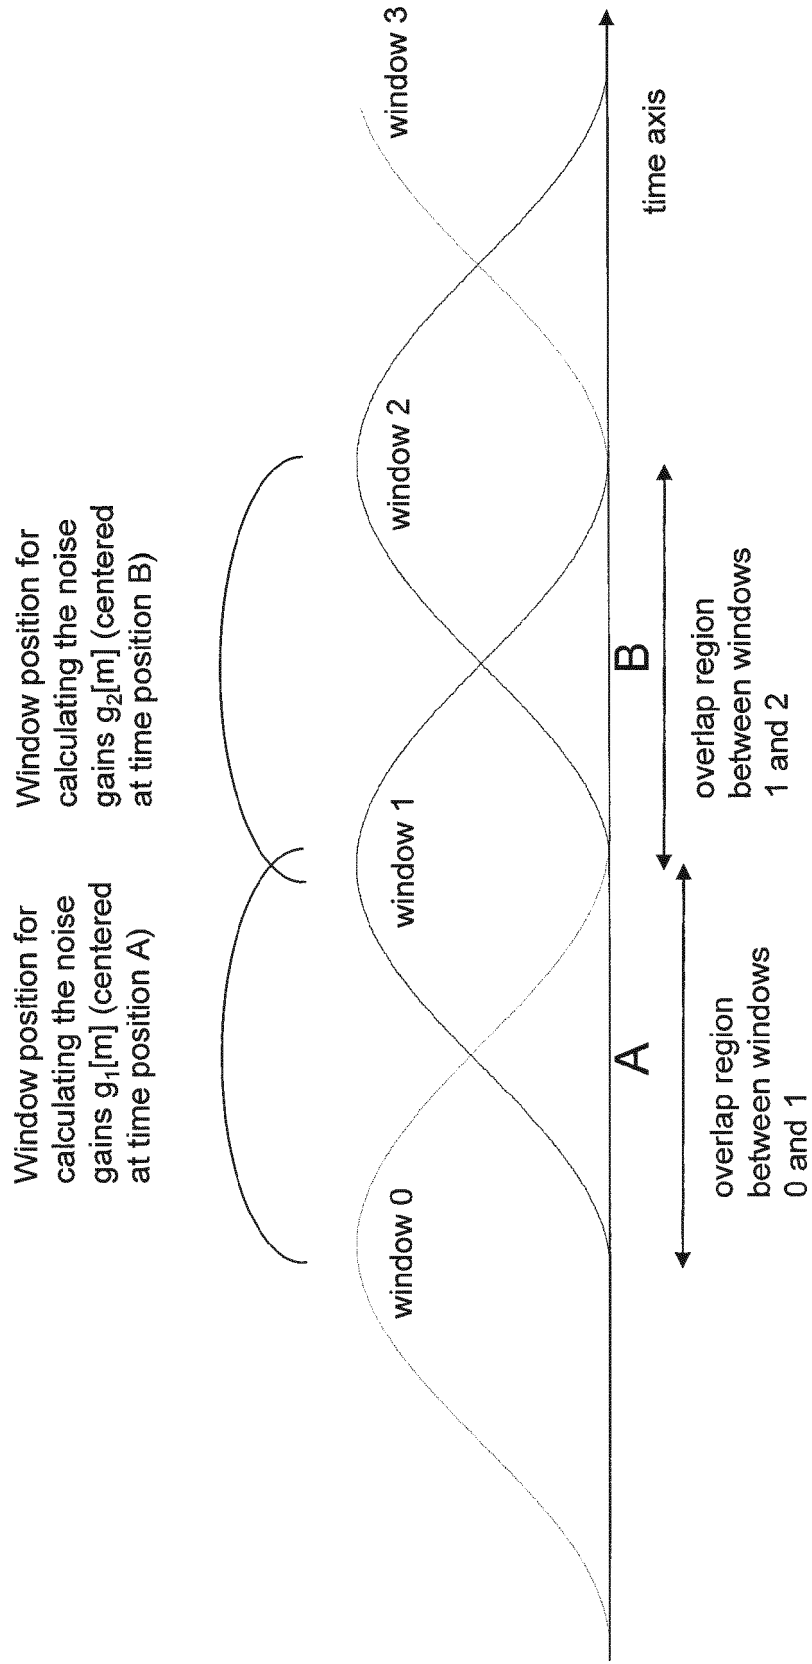 Window position for
calculating the noise
gains g₁[m] (centered
at time position A)
Window position for
calculating the noise
gains g₂[m] (centered
at time position B)
window 0
window 1
window 2
window 3
A
B
time axis
overlap region
between windows
0 and 1
overlap region
between windows
1 and 2